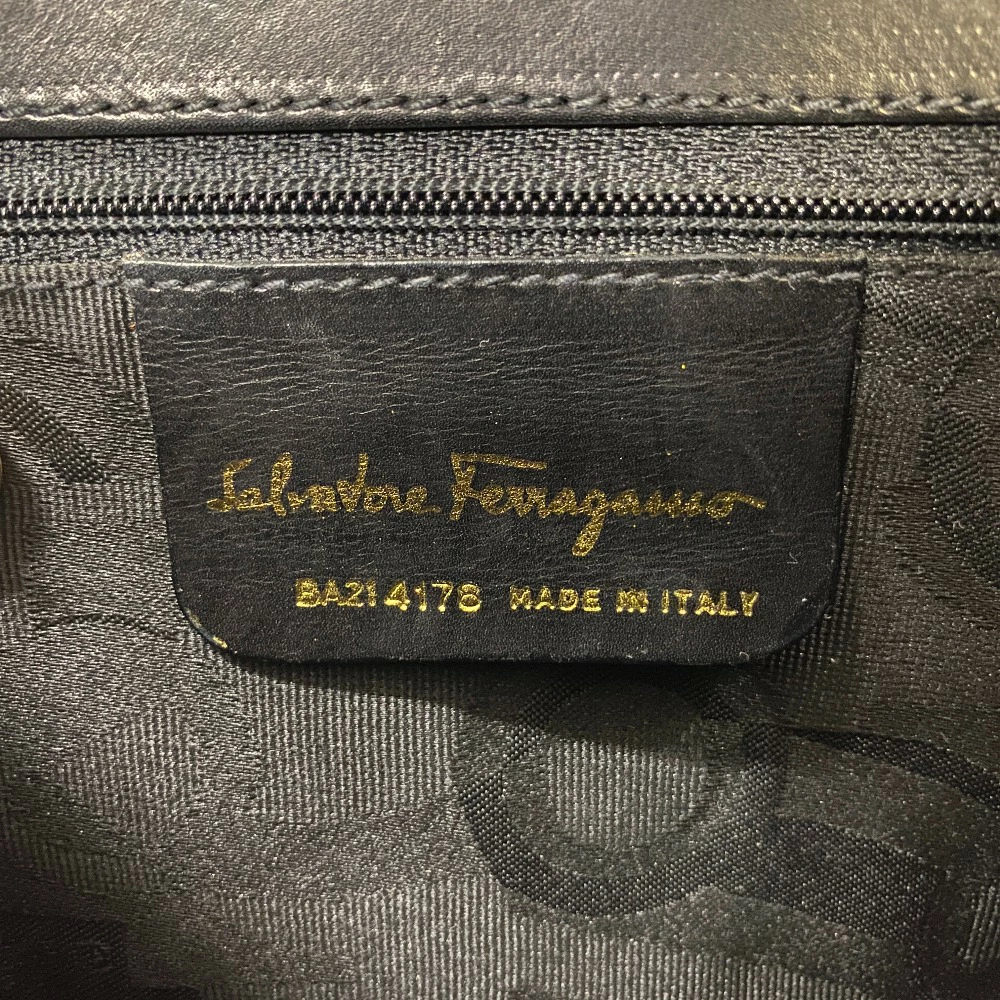 Salvatore Ferragamo
BA21 4178 MADE IN ITALY